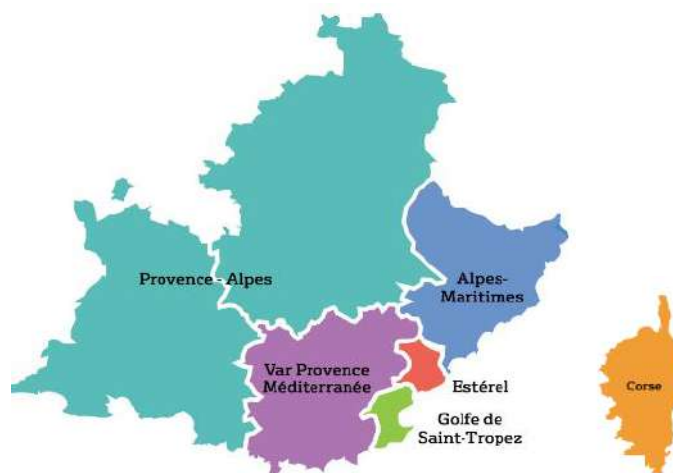 Provence - Alpes
Alpes-
Maritimes
Var Provence
Méditerranée
Estérel
Golfe de
Saint-Tropez
Corse